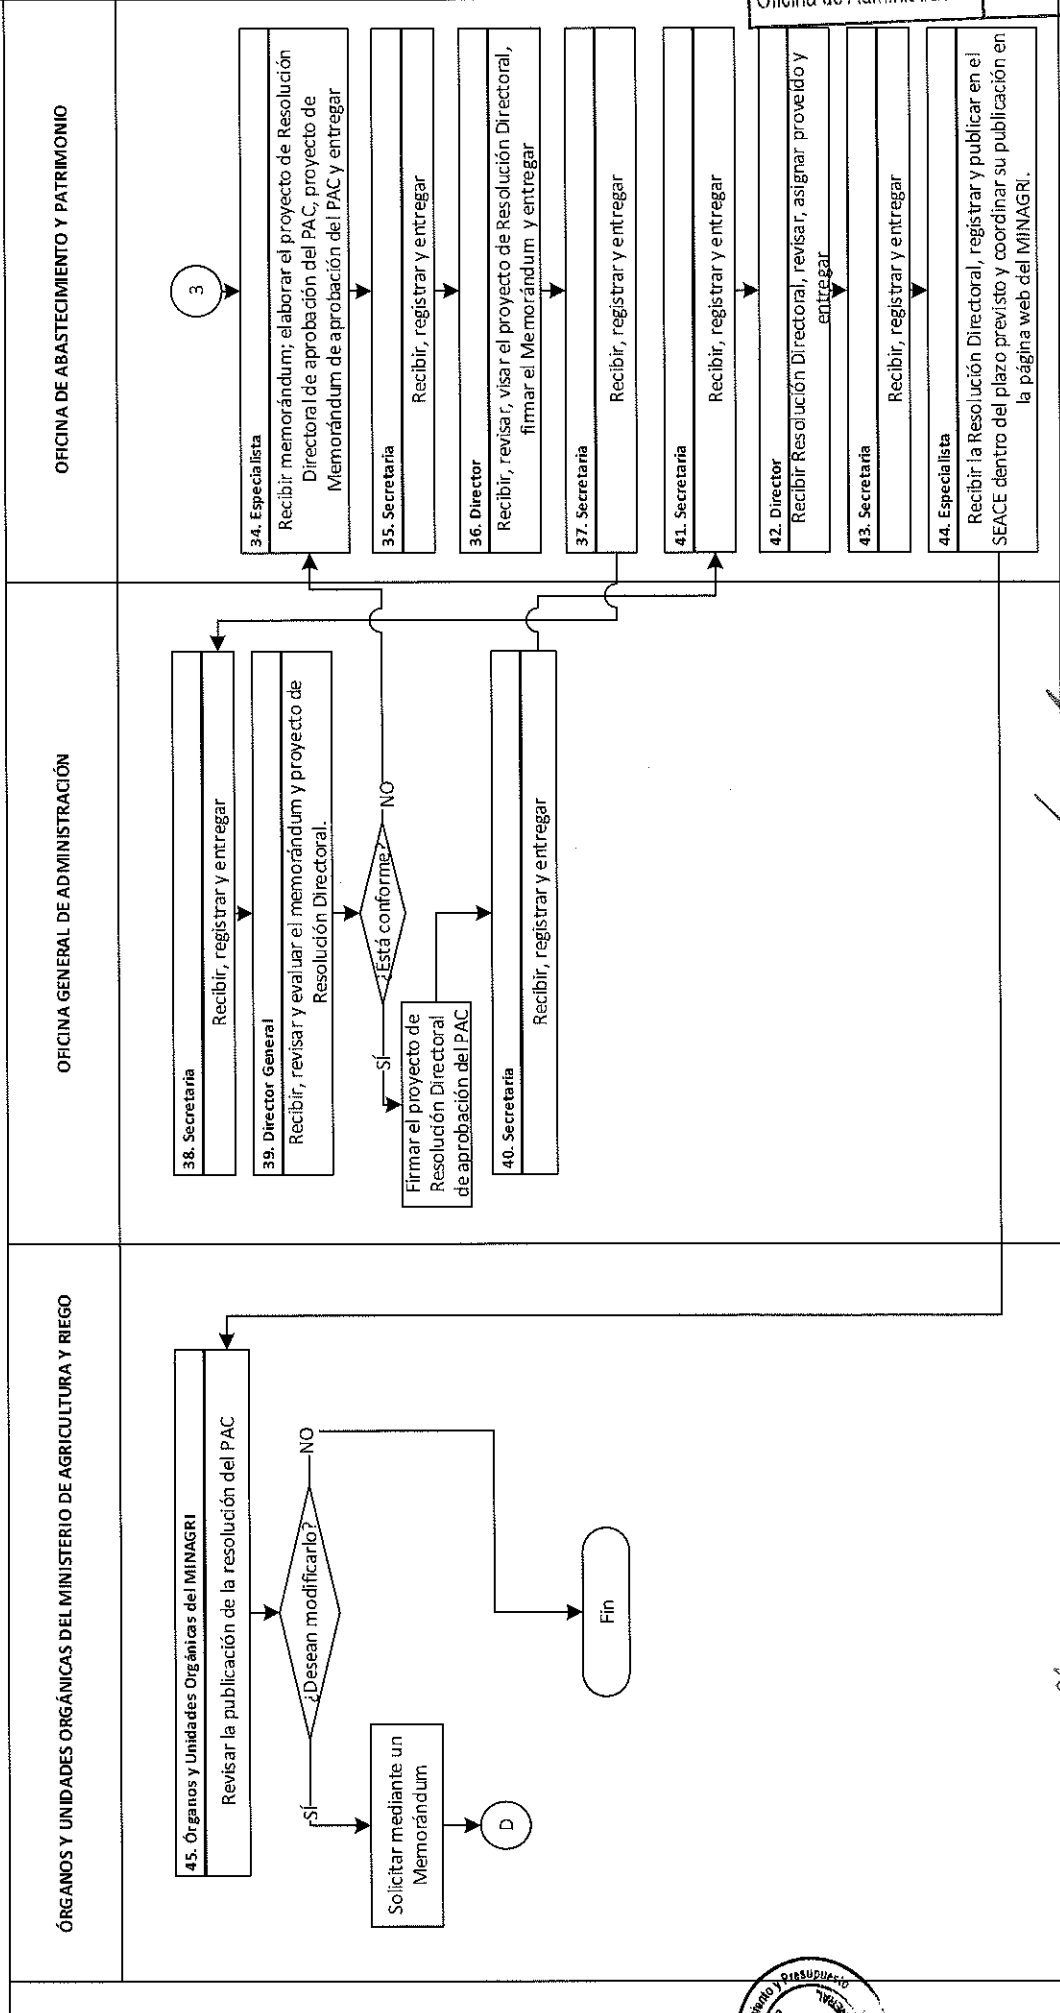 Oficina de
ÓRGANOS Y UNIDADES ORGÁNICAS DEL MINISTERIO DE AGRICULTURA Y RIEGO
OFICINA GENERAL DE ADMINISTRACIÓN
OFICINA DE ABASTECIMIENTO Y PATRIMONIO
3
34. Especialista
Recibir memorándum; elaborar el proyecto de Resolución
Directoral de aprobación del PAC, proyecto de
Memorándum de aprobación del PAC y entregar
35. Secretaria
Recibir, registrar y entregar
36. Director
Recibir, revisar, visar el proyecto de Resolución Directoral,
firmar el Memorándum y entregar
37. Secretaria
Recibir, registrar y entregar
38. Secretaria
Recibir, registrar y entregar
39. Director General
Recibir, revisar y evaluar el memorándum y proyecto de
Resolución Directoral.
¿Está conforme?
NO
SÍ
Firmar el proyecto de
Resolución Directoral
de aprobación del PAC
40. Secretaria
Recibir, registrar y entregar
41. Secretaria
Recibir, registrar y entregar
42. Director
Recibir Resolución Directoral, revisar, asignar proveído y
entregar
43. Secretaria
Recibir, registrar y entregar
44. Especialista
Recibir la Resolución Directoral, registrar y publicar en el
SEACE dentro del plazo previsto y coordinar su publicación en
la página web del MINAGRI.
45. Órganos y Unidades Orgánicas del MINAGRI
Revisar la publicación de la resolución del PAC
¿Desean modificarlo?
NO
SÍ
Solicitar mediante un
Memorándum
D
Fin
y Presupuesto